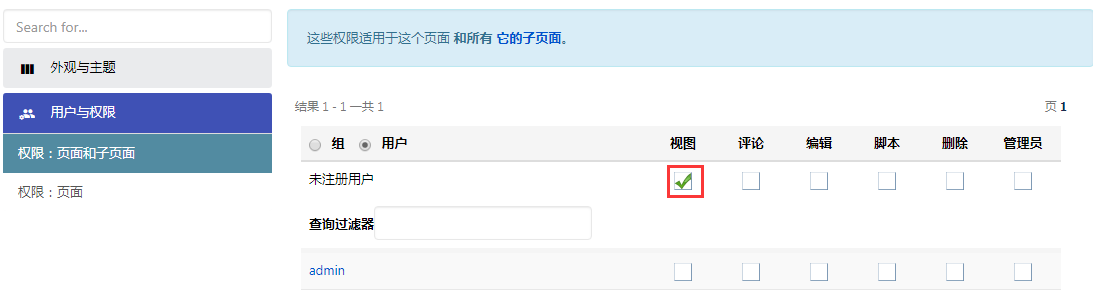 Search for...
外观与主题
用户与权限
权限：页面和子页面
权限：页面
这些权限适用于这个页面 和所有 它的子页面。
结果 1 - 1 —共 1
页 1
组 用户 视图 评论 编辑 脚本 删除 管理员
未注册用户
查询过滤器
admin